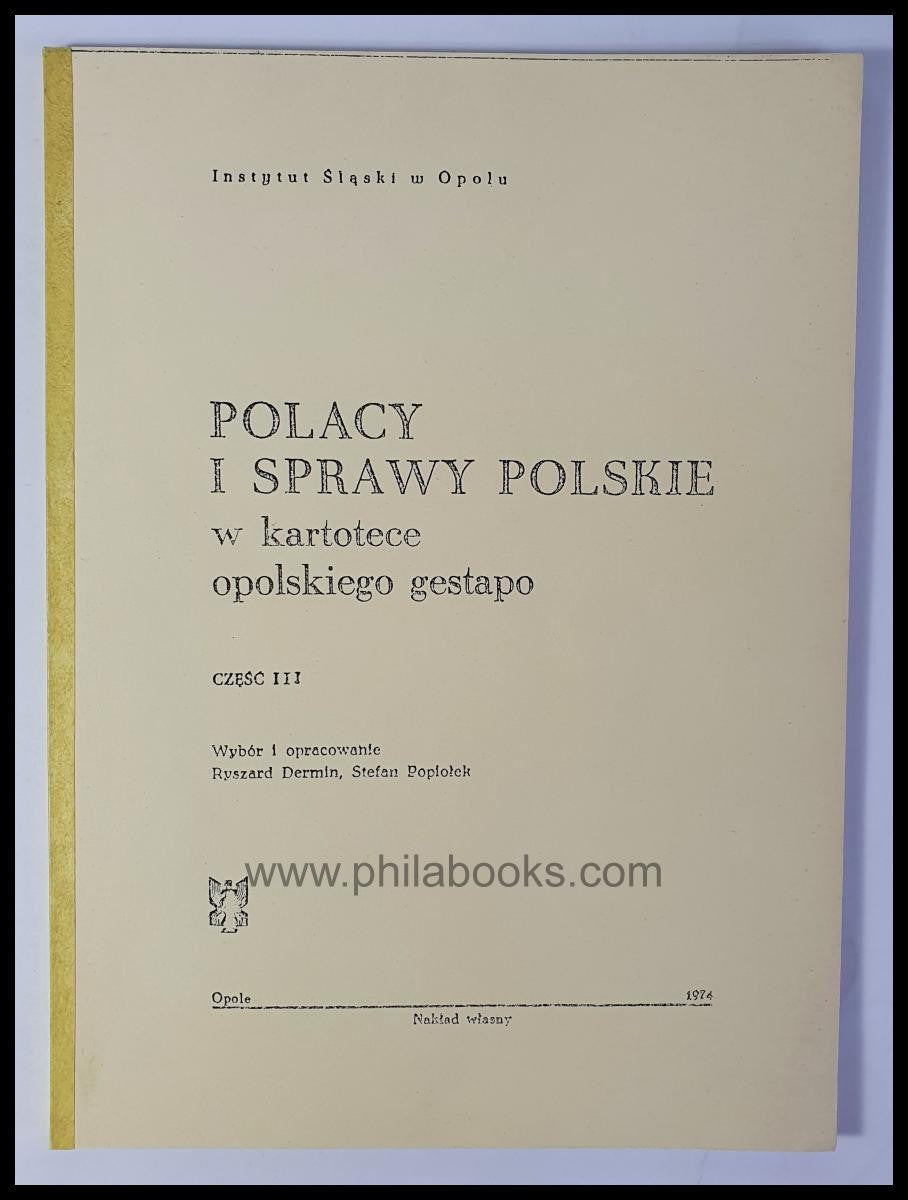 Instytut Śląski w Opolu
POLACY
I SPRAWY POLSKIE
w kartotece
opolskiego gestapo
CZĘŚĆ III
Wybór i opracowanie
Ryszard Dermin, Stefan Popiołek
www.philabooks.com
Opole 1974
Nakład własny